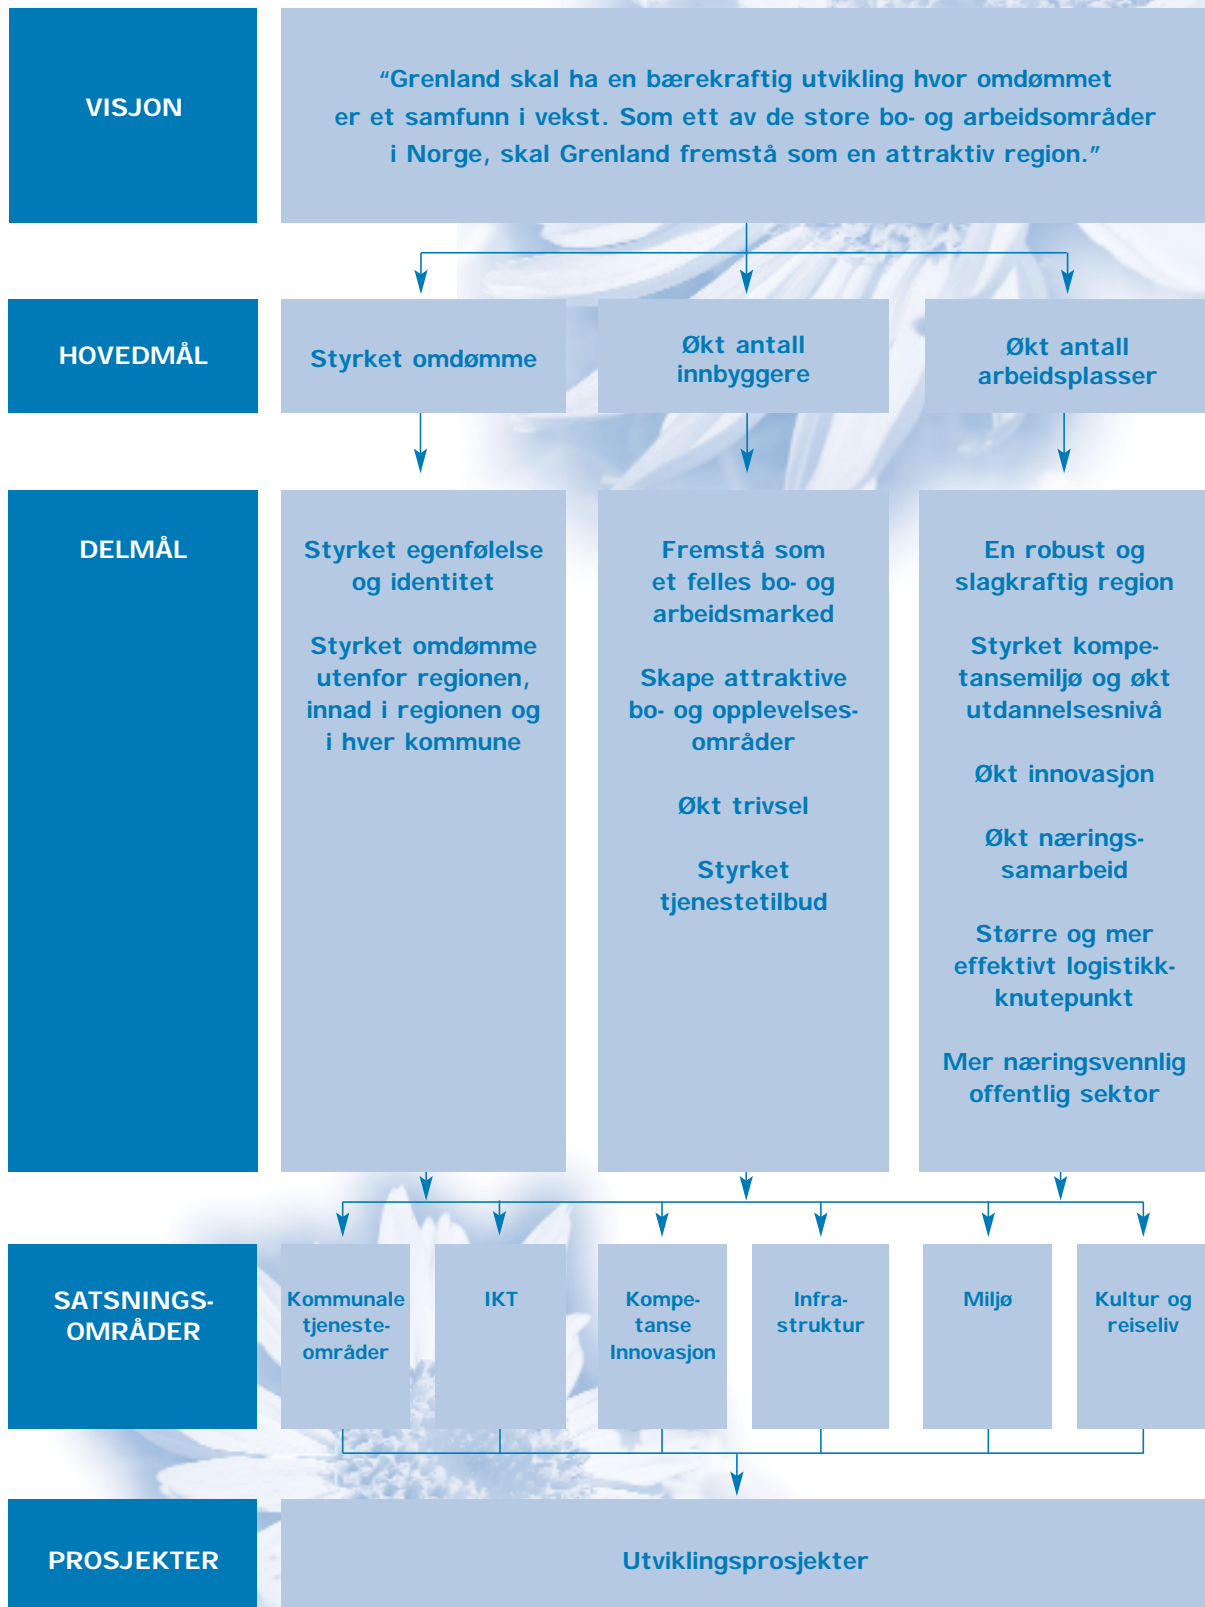 VISJON
“Grenland skal ha en bærekraftig utvikling hvor omdømmet
er et samfunn i vekst. Som ett av de store bo- og arbeidsområder
i Norge, skal Grenland fremstå som en attraktiv region.”
HOVEDMÅL
Styrket omdømme
Økt antall
innbyggere
Økt antall
arbeidsplasser
DELMÅL
Styrket egenfølelse
og identitet
Styrket omdømme
utenfor regionen,
innad i regionen og
i hver kommune
Fremstå som
et felles bo- og
arbeidsmarked
Skape attraktive
bo- og opplevelses-
områder
Økt trivsel
Styrket
tjenestetilbud
En robust og
slagkraftig region
Styrket kompe-
tansemiljø og økt
utdannelsesnivå
Økt innovasjon
Økt nærings-
samarbeid
Større og mer
effektivt logistikk-
knutepunkt
Mer næringsvennlig
offentlig sektor
SATSNINGS-
OMRÅDER
Kommunale
tjeneste-
områder
IKT
Kompe-
tanse
Innovasjon
Infra-
struktur
Miljø
Kultur og
reiseliv
PROSJEKTER
Utviklingsprosjekter